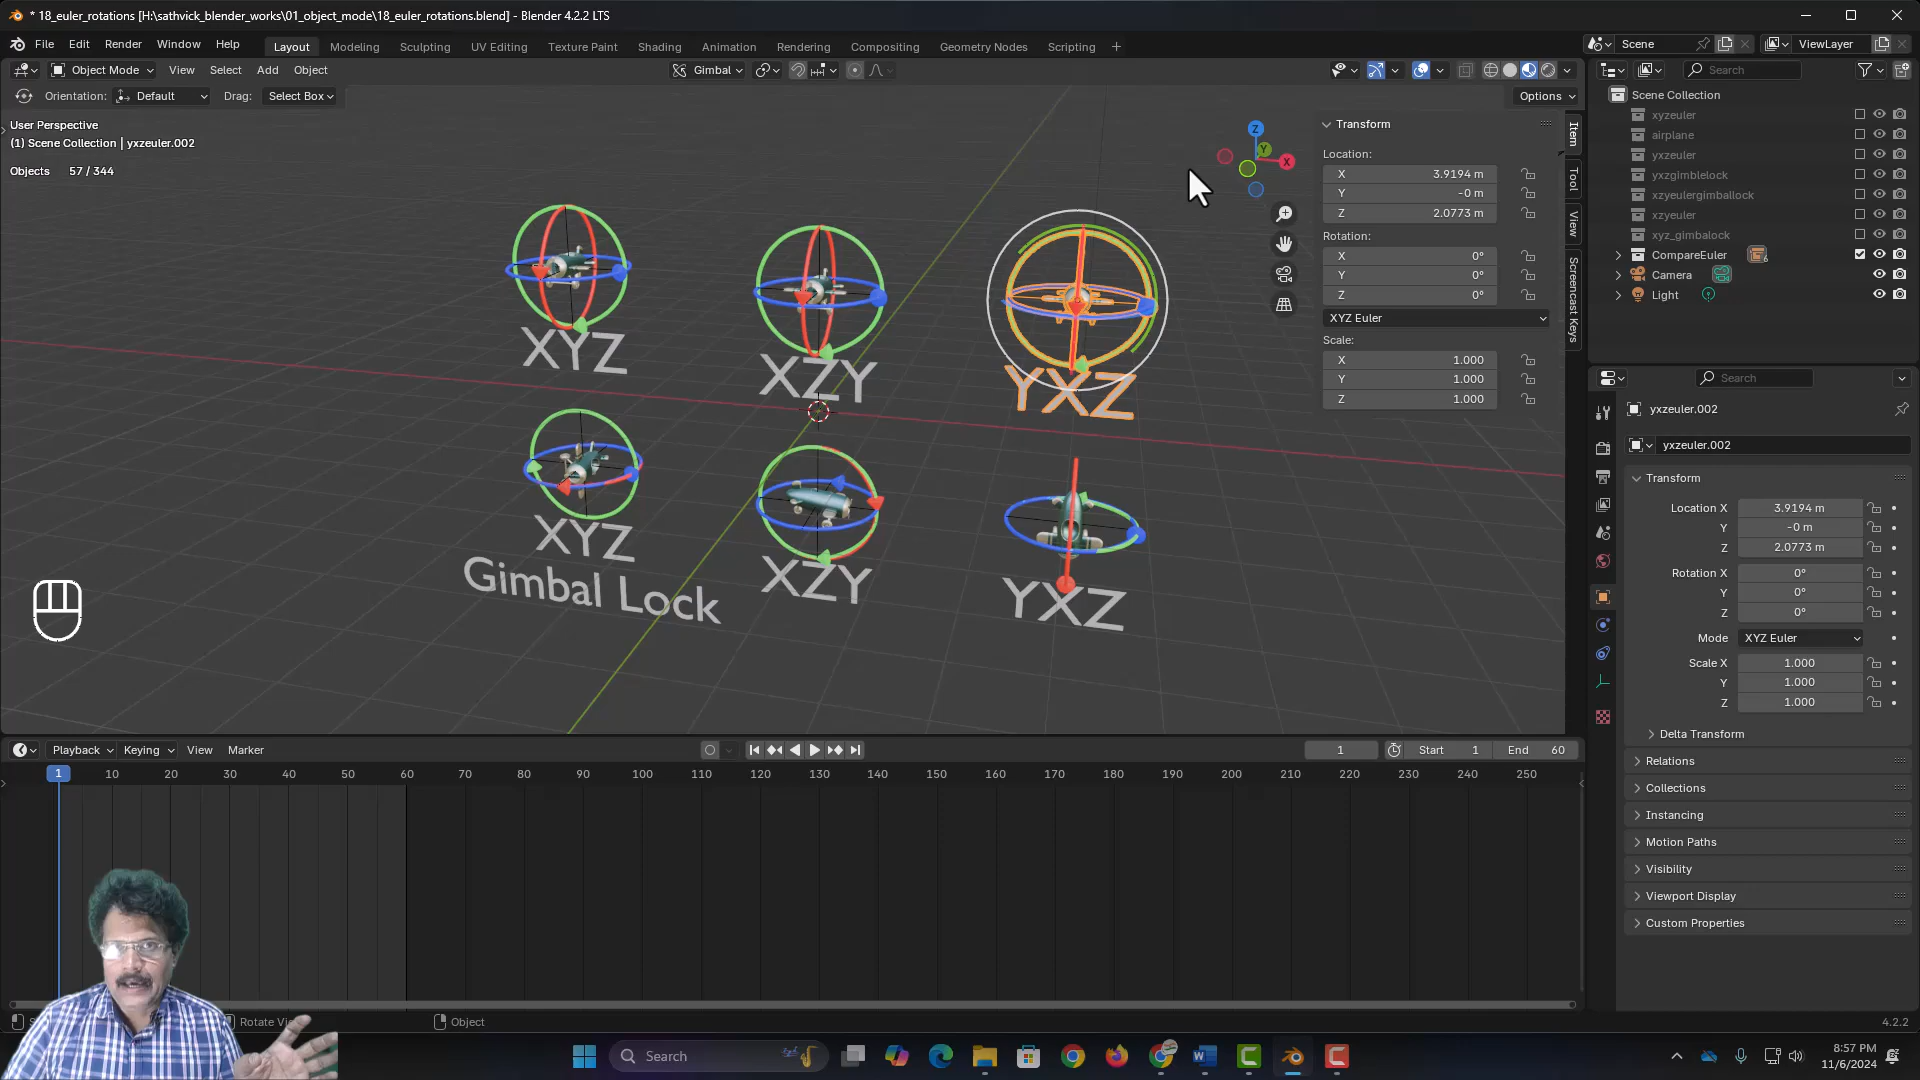 * 18_euler_rotations [H:\sathvick_blender_works\01_object_mode\18_euler_rotations.blend] - Blender 4.2.2 LTS
File Edit Render Window Help Layout Modeling Sculpting UV Editing Texture Paint Shading Animation Rendering Compositing Geometry Nodes Scripting + Scene ViewLayer
Object Mode View Select Add Object Gimbal Search
Orientation: Default Drag: Select Box Options
User Perspective
(1) Scene Collection | yxzeuler.002
Objects 57 / 344
Z
Y
X
XYZ
XZY
YXZ
XYZ
Gimbal Lock
XZY
YXZ
Transform
Location:
X 3.9194 m
Y -0 m
Z 2.0773 m
Rotation:
X 0°
Y 0°
Z 0°
XYZ Euler
Scale:
X 1.000
Y 1.000
Z 1.000
Item
Tool
View
Screencast Keys
Scene Collection
xyzeuler
airplane
yxzeuler
yxzgimblelock
xzyeulergimballock
xzyeuler
xyz_gimbalock
CompareEuler
Camera
Light
Search
yxzeuler.002
yxzeuler.002
Transform
Location X 3.9194 m
Y -0 m
Z 2.0773 m
Rotation X 0°
Y 0°
Z 0°
Mode XYZ Euler
Scale X 1.000
Y 1.000
Z 1.000
Delta Transform
Relations
Collections
Instancing
Motion Paths
Visibility
Viewport Display
Custom Properties
Playback Keying View Marker 1 Start 1 End 60
1 10 20 30 40 50 60 70 80 90 100 110 120 130 140 150 160 170 180 190 200 210 220 230 240 250
Rotate Object 4.2.2
Search
8:57 PM
11/6/2024